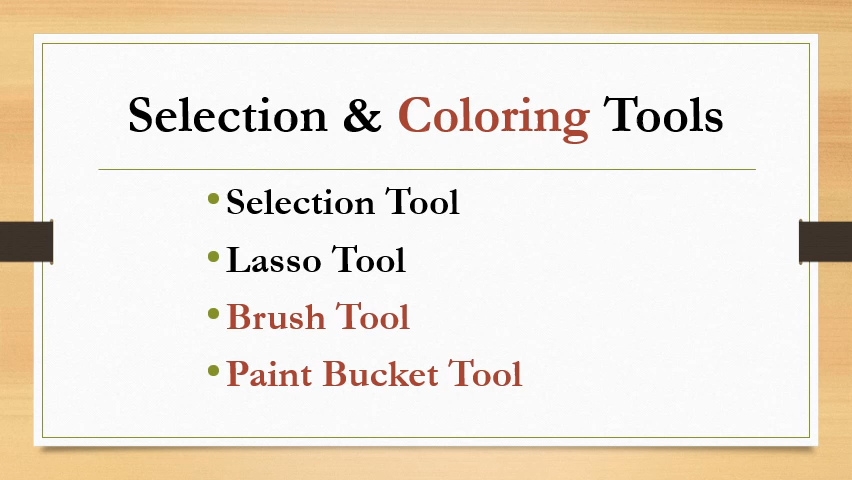 Selection & Coloring Tools
• Selection Tool
• Lasso Tool
• Brush Tool
• Paint Bucket Tool